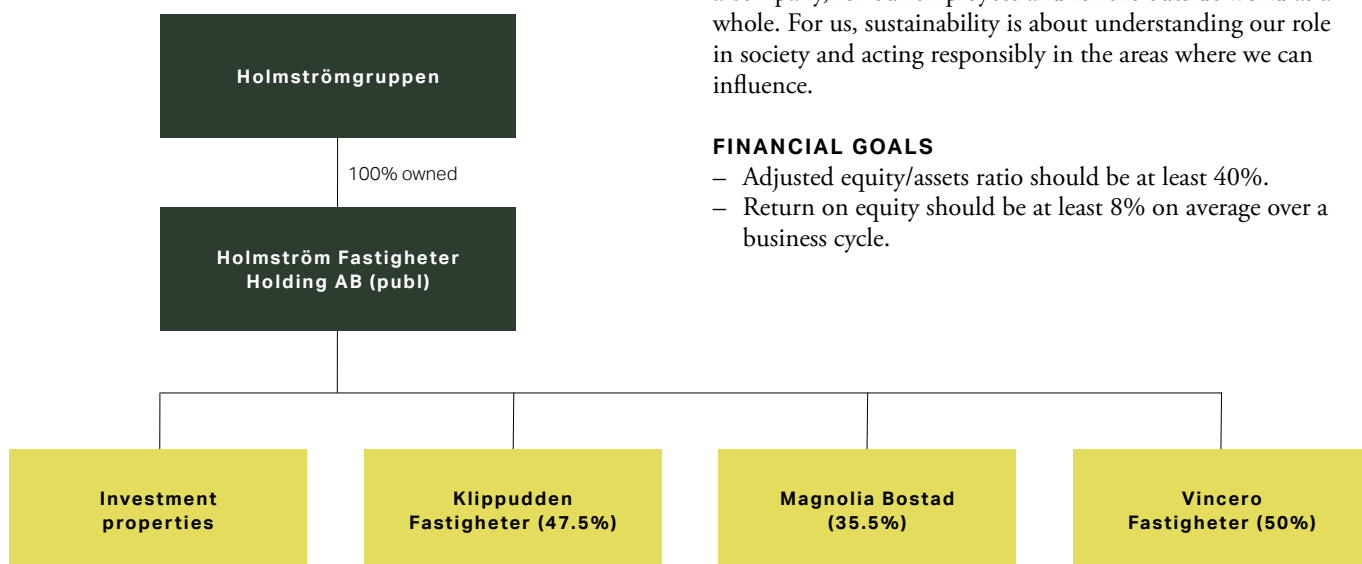 Holmströmgruppen
100% owned
Holmström Fastigheter
Holding AB (publ)
Investment
properties
Klippudden
Fastigheter (47.5%)
Magnolia Bostad
(35.5%)
Vincero
Fastigheter (50%)
whole. For us, sustainability is about understanding our role
in society and acting responsibly in the areas where we can
influence.
FINANCIAL GOALS
– Adjusted equity/assets ratio should be at least 40%.
– Return on equity should be at least 8% on average over a
business cycle.